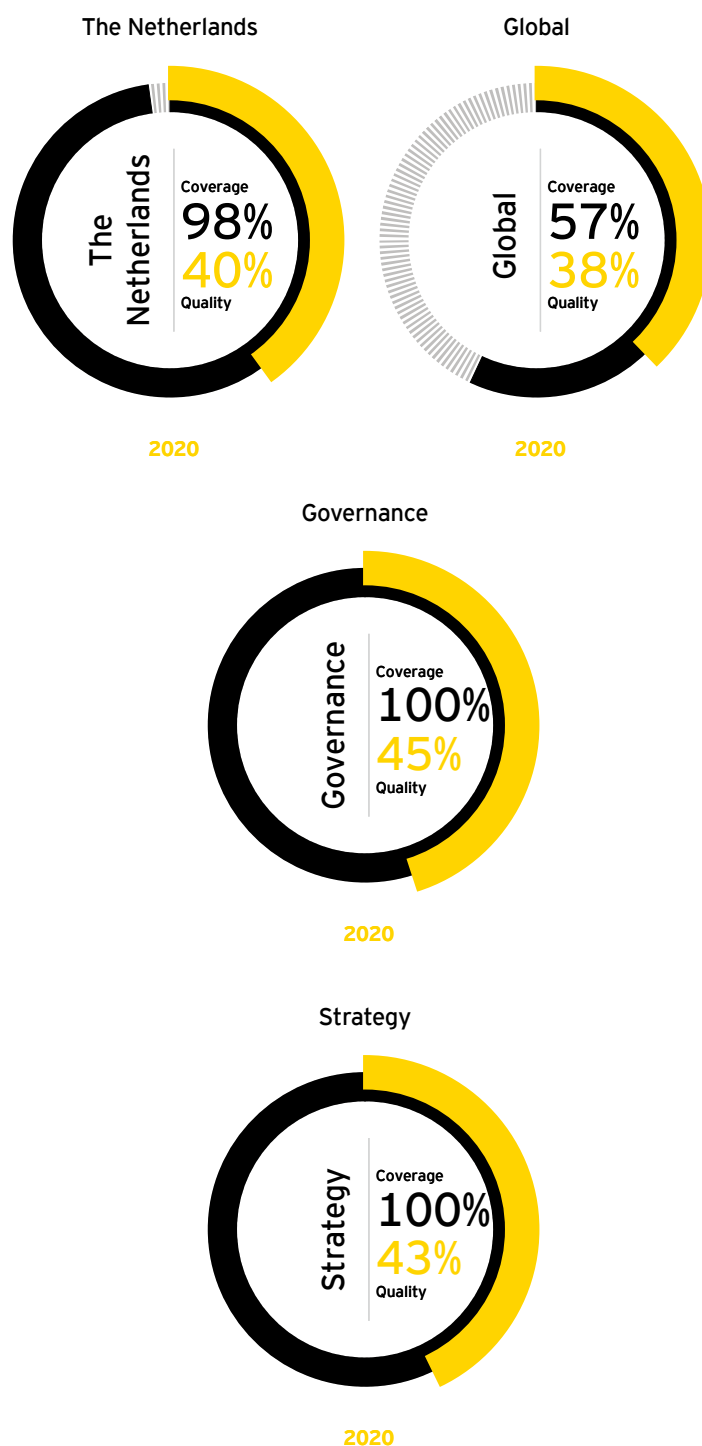 The Netherlands
The
Netherlands
Coverage
98%
40%
Quality
2020
Global
Global
Coverage
57%
38%
Quality
2020
Governance
Governance
Coverage
100%
45%
Quality
2020
Strategy
Strategy
Coverage
100%
43%
Quality
2020